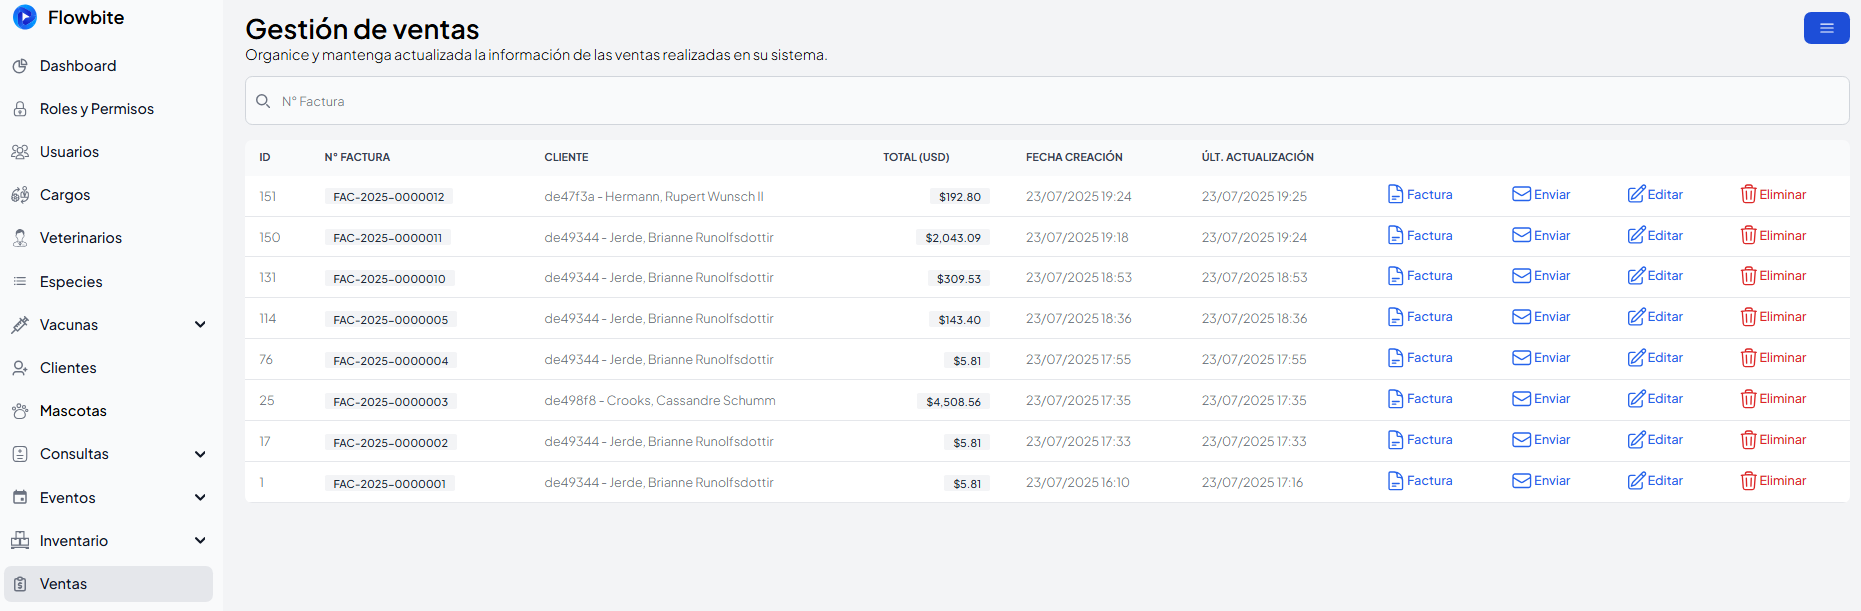 Flowbite
Dashboard
Roles y Permisos
Usuarios
Cargos
Veterinarios
Especies
Vacunas
Clientes
Mascotas
Consultas
Eventos
Inventario
Ventas
Gestión de ventas
Organice y mantenga actualizada la información de las ventas realizadas en su sistema.
N° Factura
ID N° FACTURA CLIENTE TOTAL (USD) FECHA CREACIÓN ÚLT. ACTUALIZACIÓN
151 FAC-2025-0000012 de47f3a - Hermann, Rupert Wunsch II $192.80 23/07/2025 19:24 23/07/2025 19:25 Factura Enviar Editar Eliminar
150 FAC-2025-0000011 de49344 - Jerde, Brianne Runolfsdottir $2,043.09 23/07/2025 19:18 23/07/2025 19:24 Factura Enviar Editar Eliminar
131 FAC-2025-0000010 de49344 - Jerde, Brianne Runolfsdottir $309.53 23/07/2025 18:53 23/07/2025 18:53 Factura Enviar Editar Eliminar
114 FAC-2025-0000005 de49344 - Jerde, Brianne Runolfsdottir $143.40 23/07/2025 18:36 23/07/2025 18:36 Factura Enviar Editar Eliminar
76 FAC-2025-0000004 de49344 - Jerde, Brianne Runolfsdottir $5.81 23/07/2025 17:55 23/07/2025 17:55 Factura Enviar Editar Eliminar
25 FAC-2025-0000003 de498f8 - Crooks, Cassandre Schumm $4,508.56 23/07/2025 17:35 23/07/2025 17:35 Factura Enviar Editar Eliminar
17 FAC-2025-0000002 de49344 - Jerde, Brianne Runolfsdottir $5.81 23/07/2025 17:33 23/07/2025 17:33 Factura Enviar Editar Eliminar
1 FAC-2025-0000001 de49344 - Jerde, Brianne Runolfsdottir $5.81 23/07/2025 16:10 23/07/2025 17:16 Factura Enviar Editar Eliminar